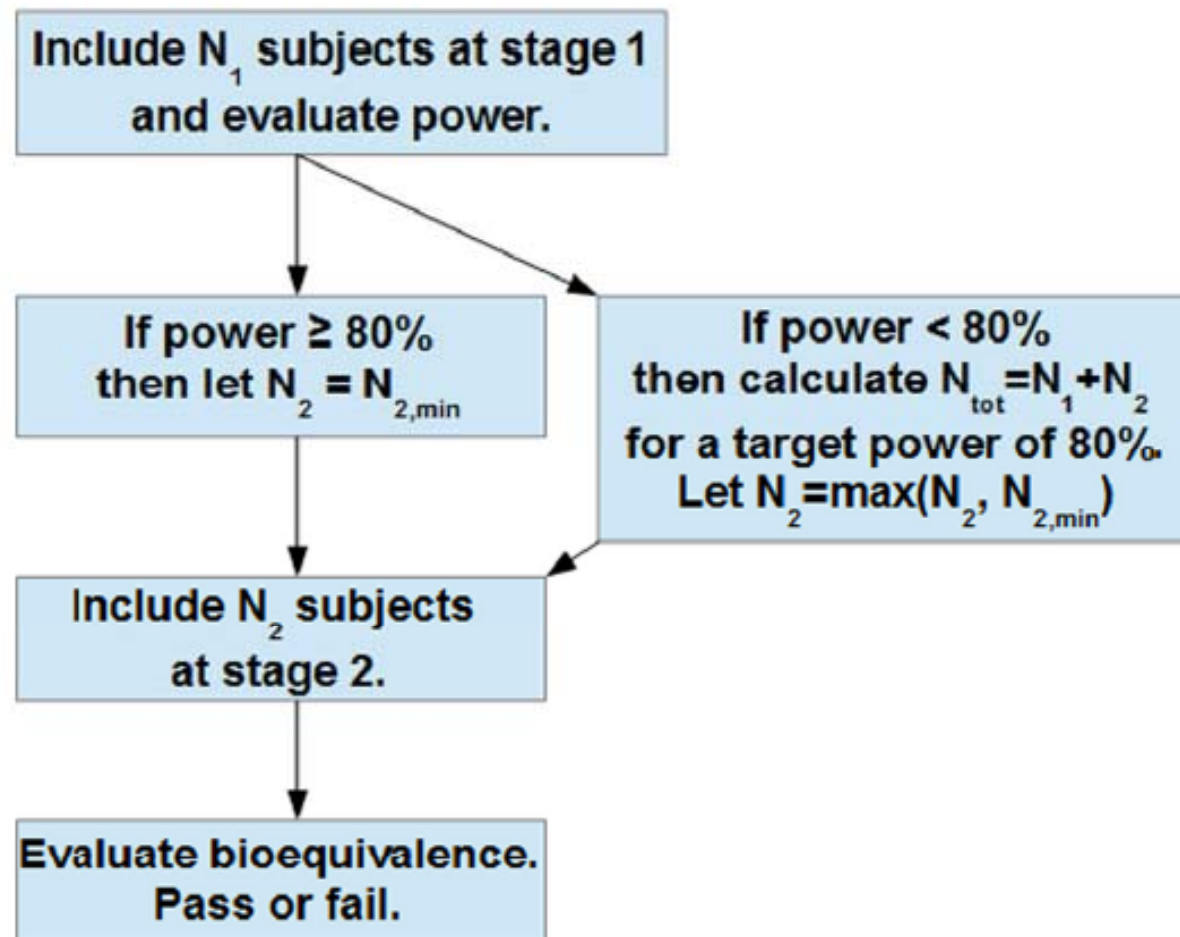 Include N₁ subjects at stage 1
and evaluate power.
If power ≥ 80%
then let N₂ = N₂,min
If power < 80%
then calculate Ntot=N₁+N₂
for a target power of 80%.
Let N₂=max(N₂, N₂,min)
Include N₂ subjects
at stage 2.
Evaluate bioequivalence.
Pass or fail.